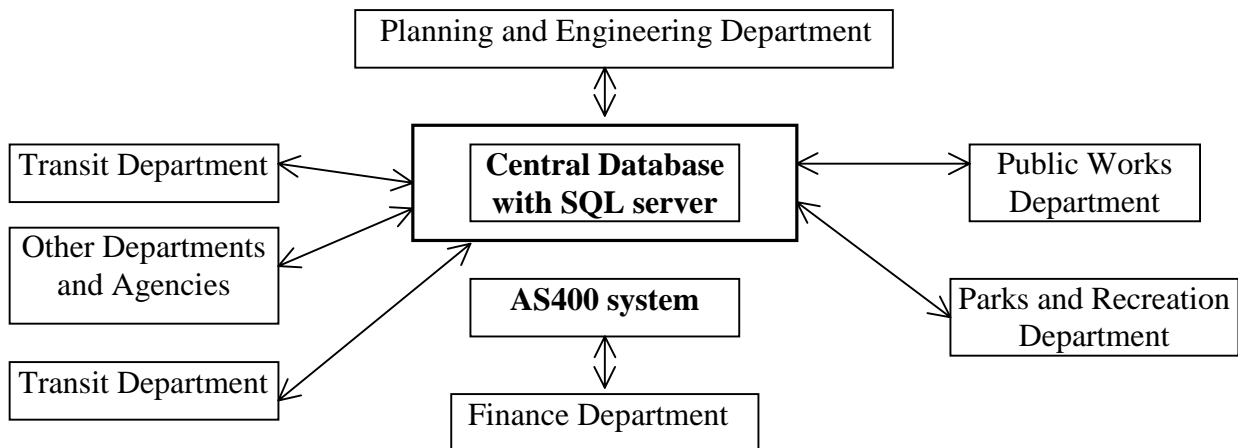 Planning and Engineering Department
Transit Department
Central Database
with SQL server
Public Works
Department
Other Departments
and Agencies
AS400 system
Parks and Recreation
Department
Transit Department
Finance Department